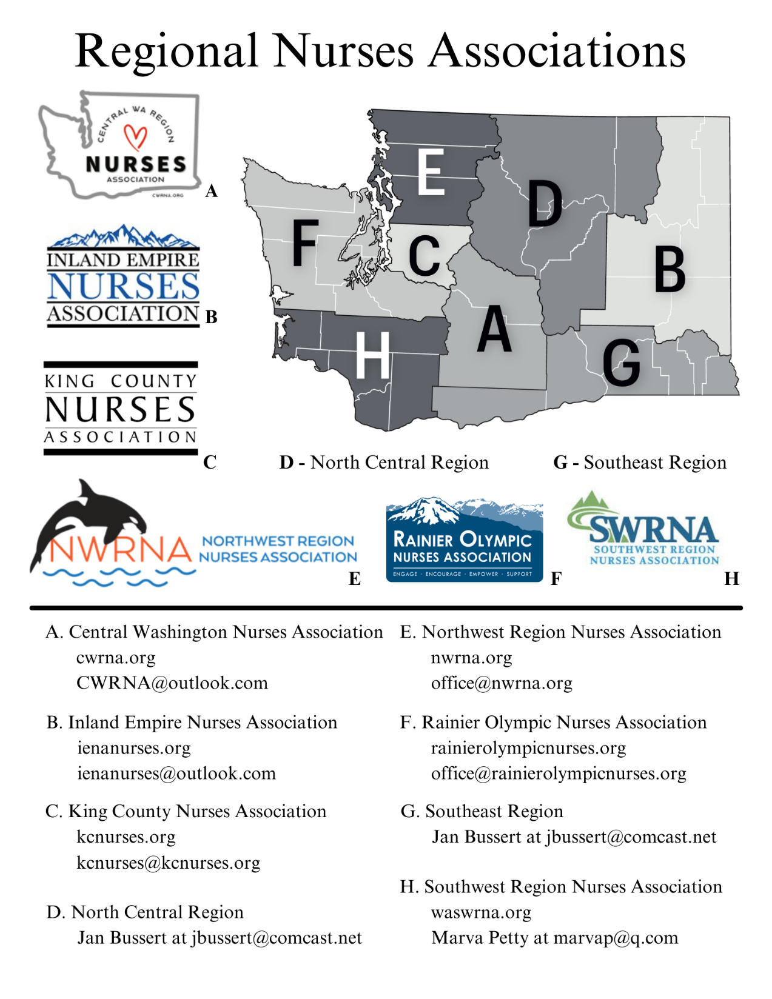 Regional Nurses Associations
CENTRAL WA REGION
NURSES
ASSOCIATION
CWRNA.ORG
A
INLAND EMPIRE
NURSES
ASSOCIATION
B
KING COUNTY
NURSES
ASSOCIATION
C
E
D
F
C
B
A
H
G
D - North Central Region
G - Southeast Region
NWRNA
NORTHWEST REGION
NURSES ASSOCIATION
E
RAINIER OLYMPIC
NURSES ASSOCIATION
ENGAGE · ENCOURAGE · EMPOWER · SUPPORT
F
SWRNA
SOUTHWEST REGION
NURSES ASSOCIATION
H
A. Central Washington Nurses Association
cwrna.org
CWRNA@outlook.com
B. Inland Empire Nurses Association
ienanurses.org
ienanurses@outlook.com
C. King County Nurses Association
kcnurses.org
kcnurses@kcnurses.org
D. North Central Region
Jan Bussert at jbussert@comcast.net
E. Northwest Region Nurses Association
nwrna.org
office@nwrna.org
F. Rainier Olympic Nurses Association
rainierolympicnurses.org
office@rainierolympicnurses.org
G. Southeast Region
Jan Bussert at jbussert@comcast.net
H. Southwest Region Nurses Association
waswrna.org
Marva Petty at marvap@q.com